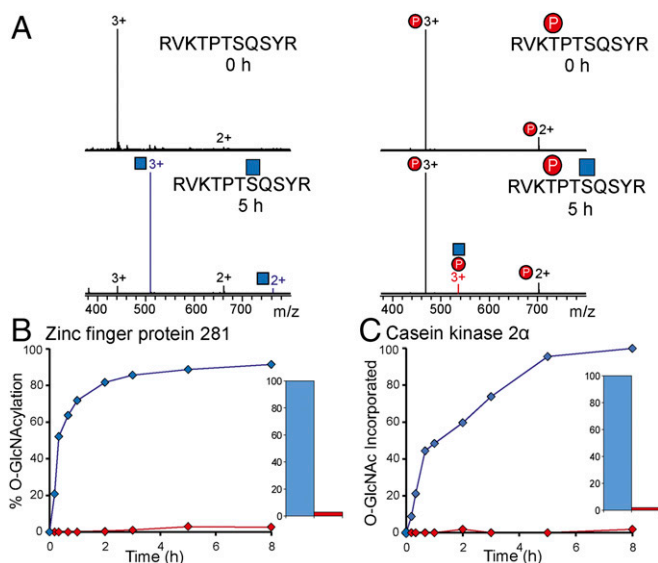 A
3+
RVKTPTSQSYR
0 h
2+
P 3+
P
RVKTPTSQSYR
0 h
P 2+
3+
RVKTPTSQSYR
5 h
3+
2+
2+
400 500 600 700 m/z
P 3+
P
RVKTPTSQSYR
5 h
P
3+
P 2+
400 500 600 700 m/z
B Zinc finger protein 281
% O-GlcNAcylation
100
80
60
40
20
0
0 2 4 6 8
Time (h)
100
80
60
40
20
0
C Casein kinase 2α
O-GlcNAc Incorporated
100
80
60
40
20
0
0 2 4 6 8
Time (h)
100
80
60
40
20
0